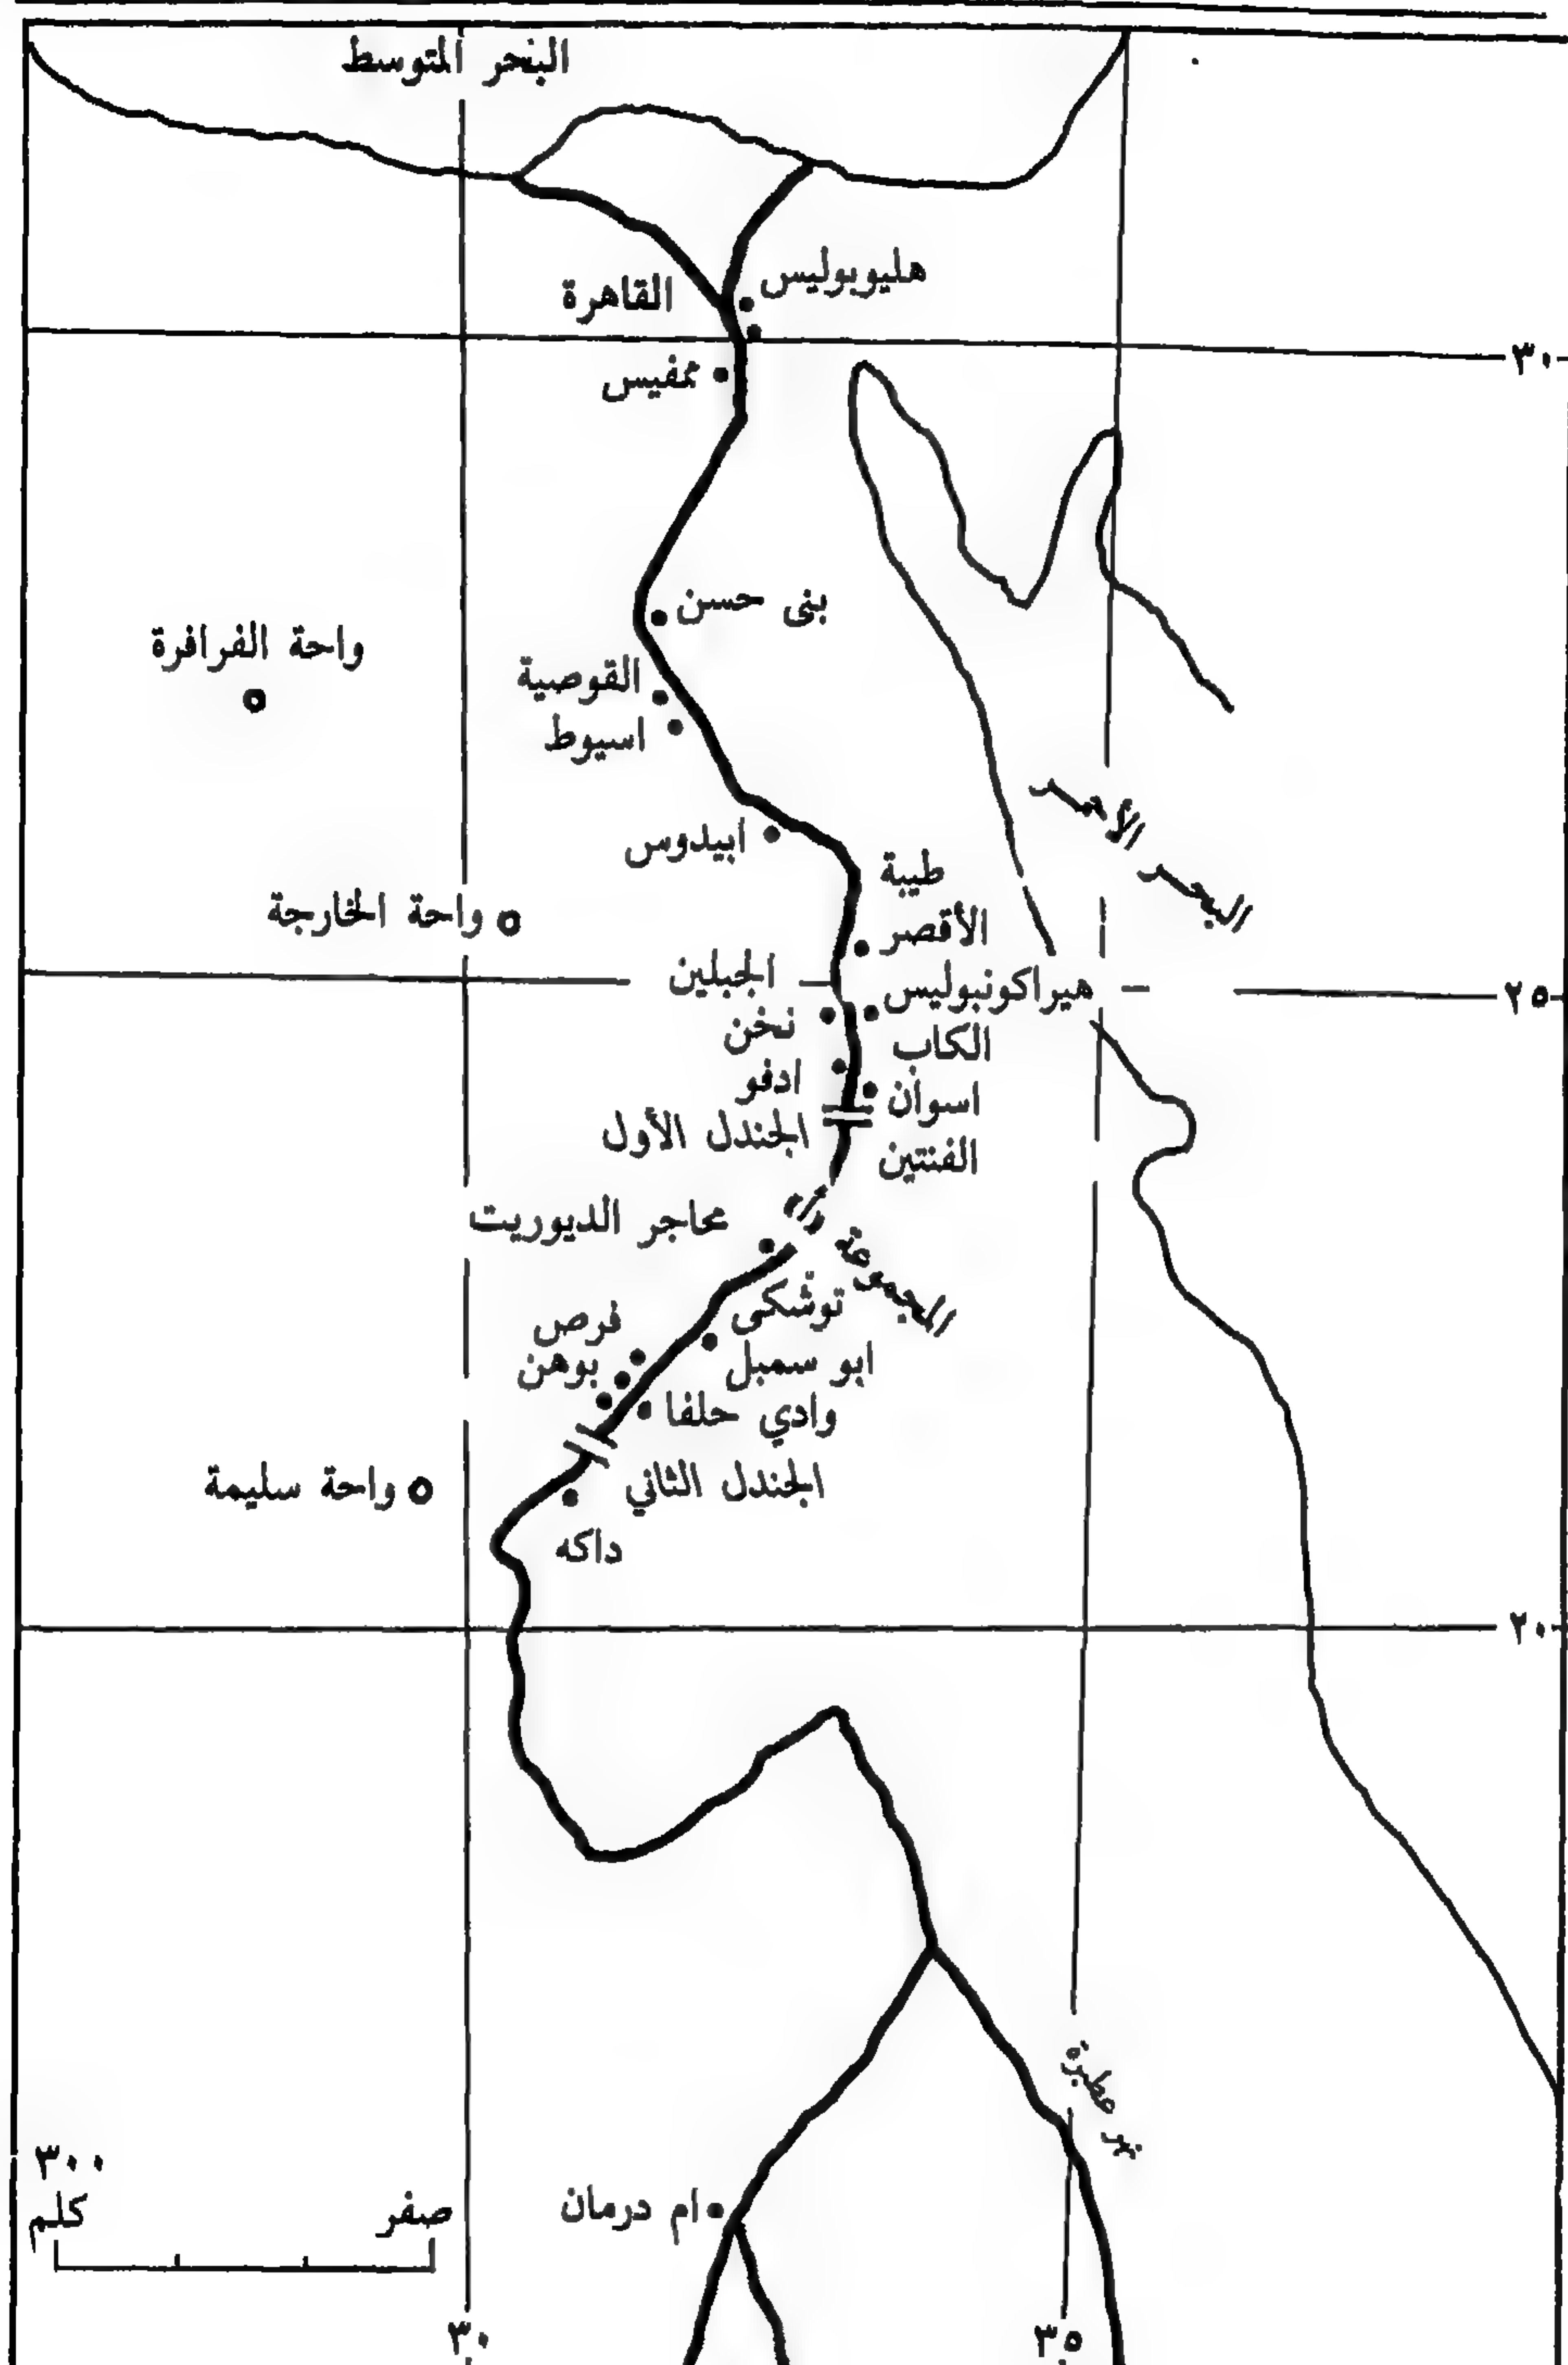 البحر المتوسط
هليوبوليس
القاهرة
٣٠
ممفيس
بنى حسن
واحة الفرافرة
القوصية
اسيوط
البحر الأحمر
ابيدوس
طيبة
واحة الخارجة
الأقصر
الجبلين
هيراكونبوليس
٢٥
نخن
الكاب
ادفو
اسوان
الجندل الأول
الفنتين
محاجر الديوريت
المجموعة
توشكى
فرص
ابو سمبل
بوهن
وادي حلفا
واحة سليمة
الجندل الثاني
داكه
٢٠
نهر عطبرة
٣٠٠
كلم
صفر
ام درمان
٣٠
٣٥